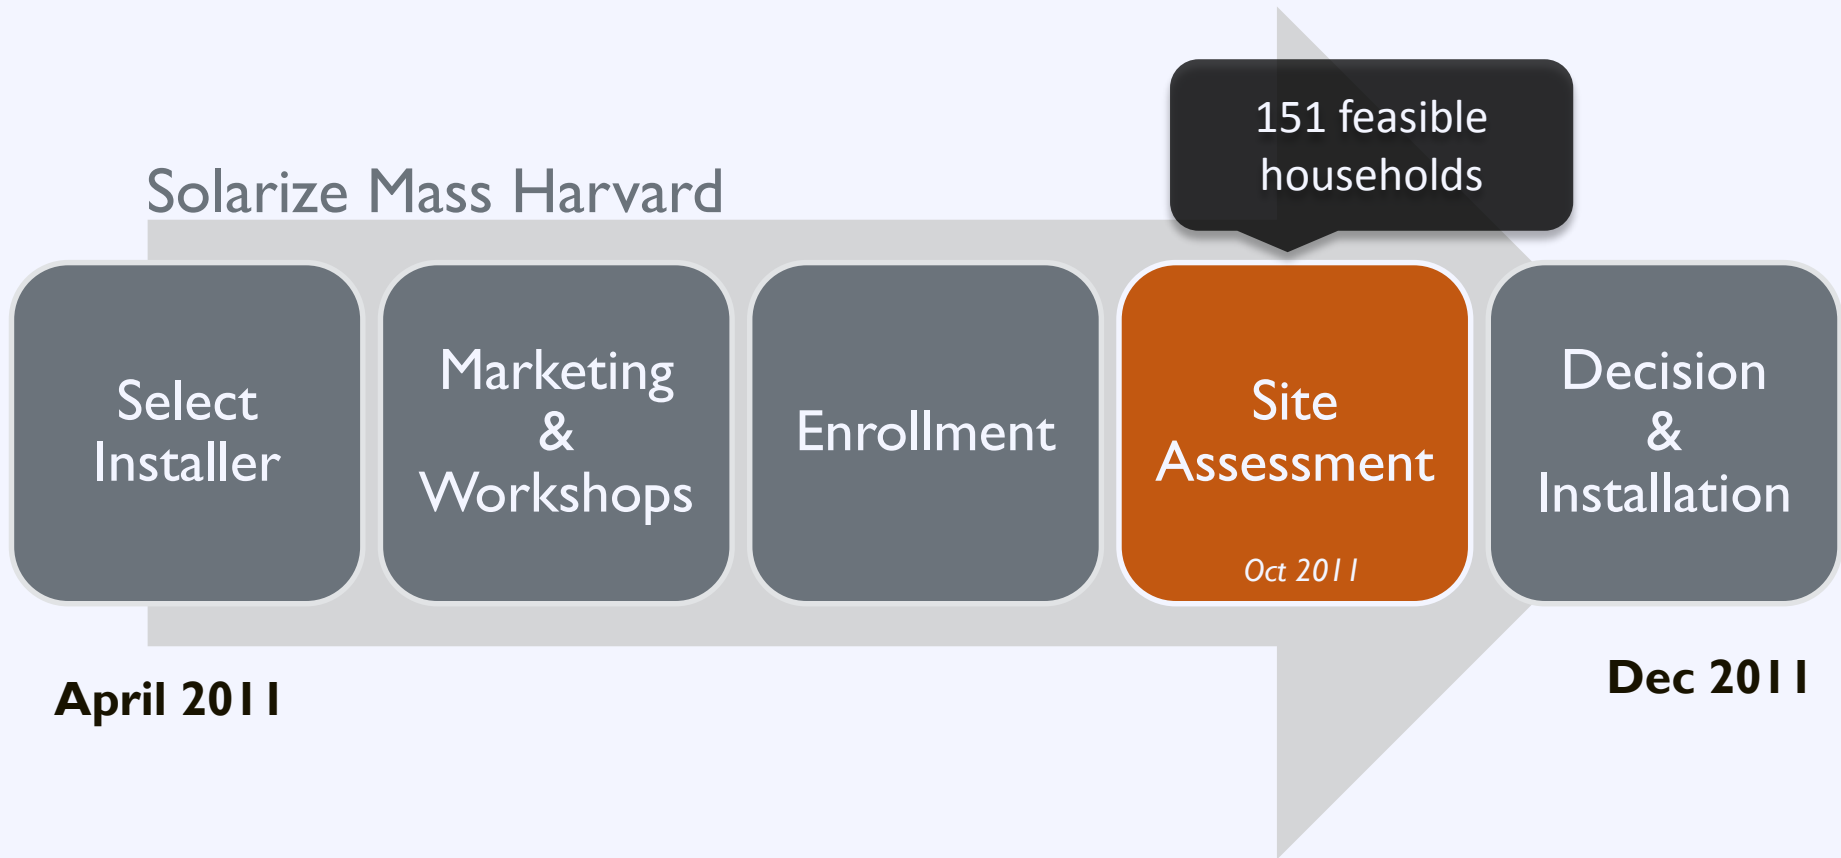 151 feasible
households
Solarize Mass Harvard
Select
Installer
Marketing
&
Workshops
Enrollment
Site
Assessment
Oct 2011
Decision
&
Installation
April 2011
Dec 2011